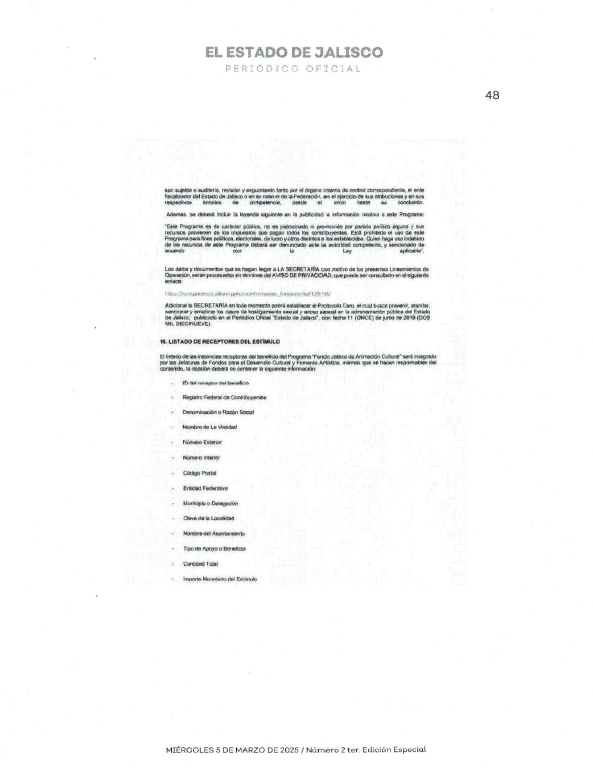 EL ESTADO DE JALISCO
PERIÓDICO OFICIAL
48
son sujetos a auditoría, revisión y seguimiento tanto por el órgano interno de control correspondiente, el ente
fiscalizador del Estado de Jalisco o en su caso el de la Federación, en el ejercicio de sus atribuciones y en sus
respectivos ámbitos de competencia, desde el inicio hasta su conclusión.
Además, se deberá incluir la leyenda siguiente en la publicidad e información relativa a este Programa:
"Este Programa es de carácter público, no es patrocinado ni promovido por partido político alguno y sus
recursos provienen de los impuestos que pagan todos los contribuyentes. Está prohibido el uso de este
Programa para fines políticos, electorales, de lucro y otros distintos a los establecidos. Quien haga uso indebido
de los recursos de este Programa deberá ser denunciado ante la autoridad competente, y sancionado de
acuerdo con la Ley aplicable".
Los datos y documentos que se hagan llegar a LA SECRETARÍA con motivo de los presentes Lineamientos de
Operación, serán procesados en términos del AVISO DE PRIVACIDAD, que puede ser consultado en el siguiente
enlace:
Adicional la SECRETARÍA en todo momento podrá establecer el Protocolo Cero, el cual busca prevenir, atender,
sancionar y erradicar los casos de hostigamiento sexual y acoso sexual en la administración pública del Estado
de Jalisco, publicado en el Periódico Oficial "Estado de Jalisco", con fecha 11 (ONCE) de junio de 2019 (DOS
MIL DIECINUEVE).
16. LISTADO DE RECEPTORES DEL ESTÍMULO
El listado de las instancias receptoras del beneficio del Programa "Fondo Jalisco de Animación Cultural" será integrado
por las Jefaturas de Fondos para el Desarrollo Cultural y Fomento Artística, mismas que se hacen responsables del
contenido, la relación deberá de contener la siguiente información:
- ID del receptor del beneficio
- Registro Federal de Contribuyentes
- Denominación o Razón Social
- Nombre de La Vialidad
- Número Exterior
- Número Interior
- Código Postal
- Entidad Federativa
- Municipio o Delegación
- Clave de la Localidad
- Nombre del Asentamiento
- Tipo de Apoyo o Beneficio
- Cantidad Total
- Importe Monetario del Estímulo
MIÉRCOLES 5 DE MARZO DE 2025 / Número 2 ter. Edición Especial